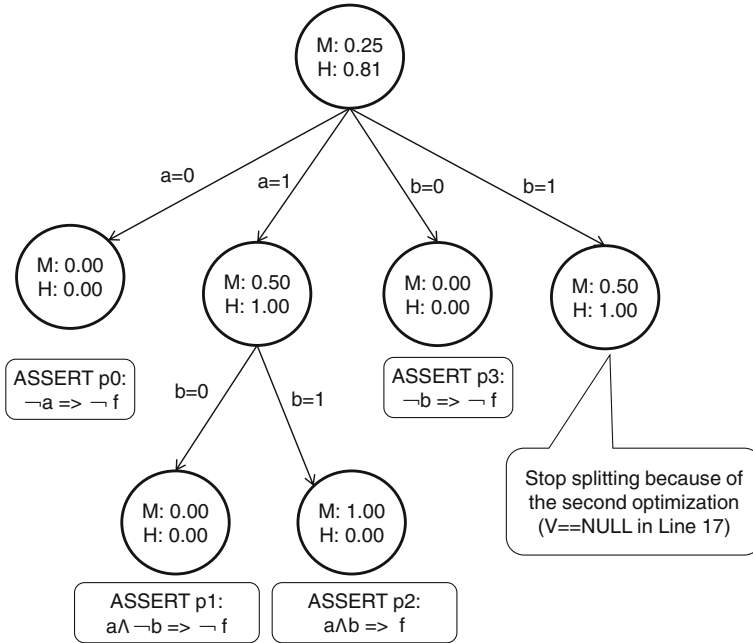 M: 0.25
H: 0.81
a=0
a=1
b=0
b=1
M: 0.00
H: 0.00
M: 0.50
H: 1.00
M: 0.00
H: 0.00
M: 0.50
H: 1.00
ASSERT p0:
¬a => ¬ f
ASSERT p3:
¬b => ¬ f
b=0
b=1
M: 0.00
H: 0.00
M: 1.00
H: 0.00
Stop splitting because of
the second optimization
(V==NULL in Line 17)
ASSERT p1:
aΛ ¬b => ¬ f
ASSERT p2:
aΛb => f